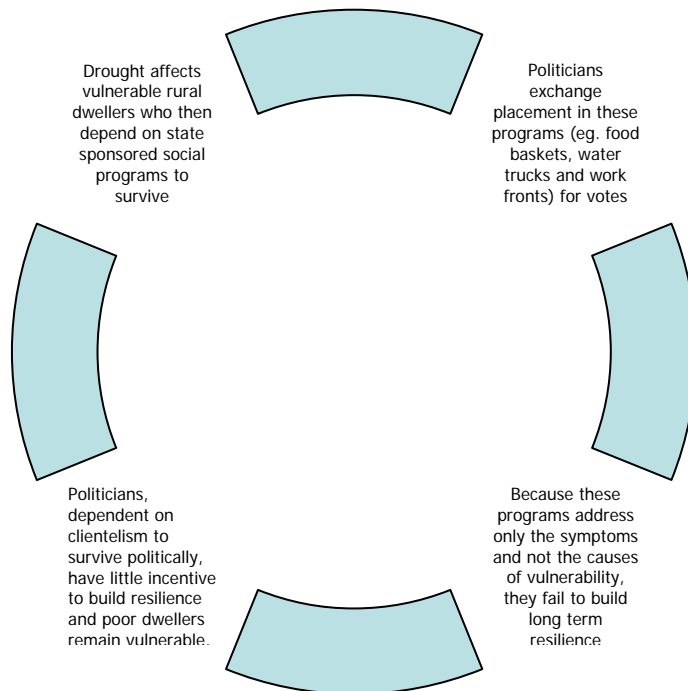 Drought affects
vulnerable rural
dwellers who then
depend on state
sponsored social
programs to
survive
Politicians
exchange
placement in these
programs (eg. food
baskets, water
trucks and work
fronts) for votes
Because these
programs address
only the symptoms
and not the causes
of vulnerability,
they fail to build
long term
resilience
Politicians,
dependent on
clientelism to
survive politically,
have little incentive
to build resilience
and poor dwellers
remain vulnerable.